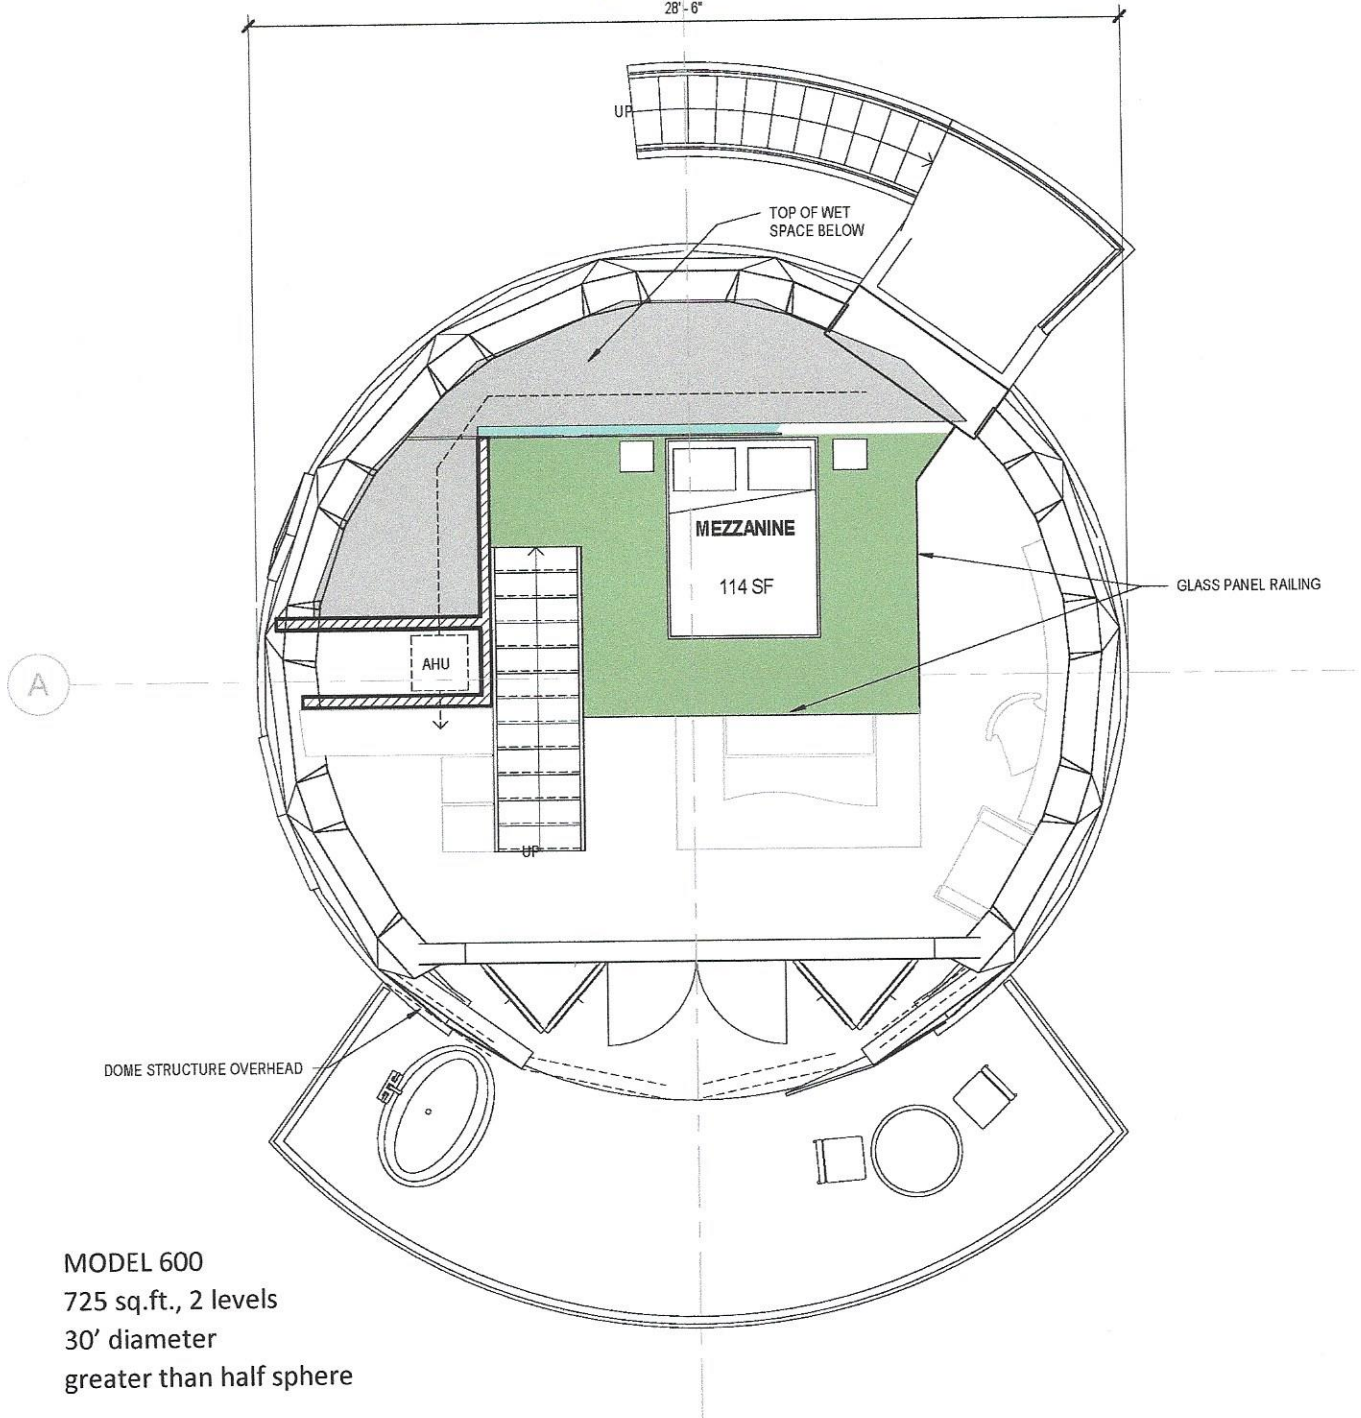 28'- 6"
UP
TOP OF WET
SPACE BELOW
MEZZANINE
114 SF
GLASS PANEL RAILING
AHU
A
UP
DOME STRUCTURE OVERHEAD
MODEL 600
725 sq.ft., 2 levels
30’ diameter
greater than half sphere